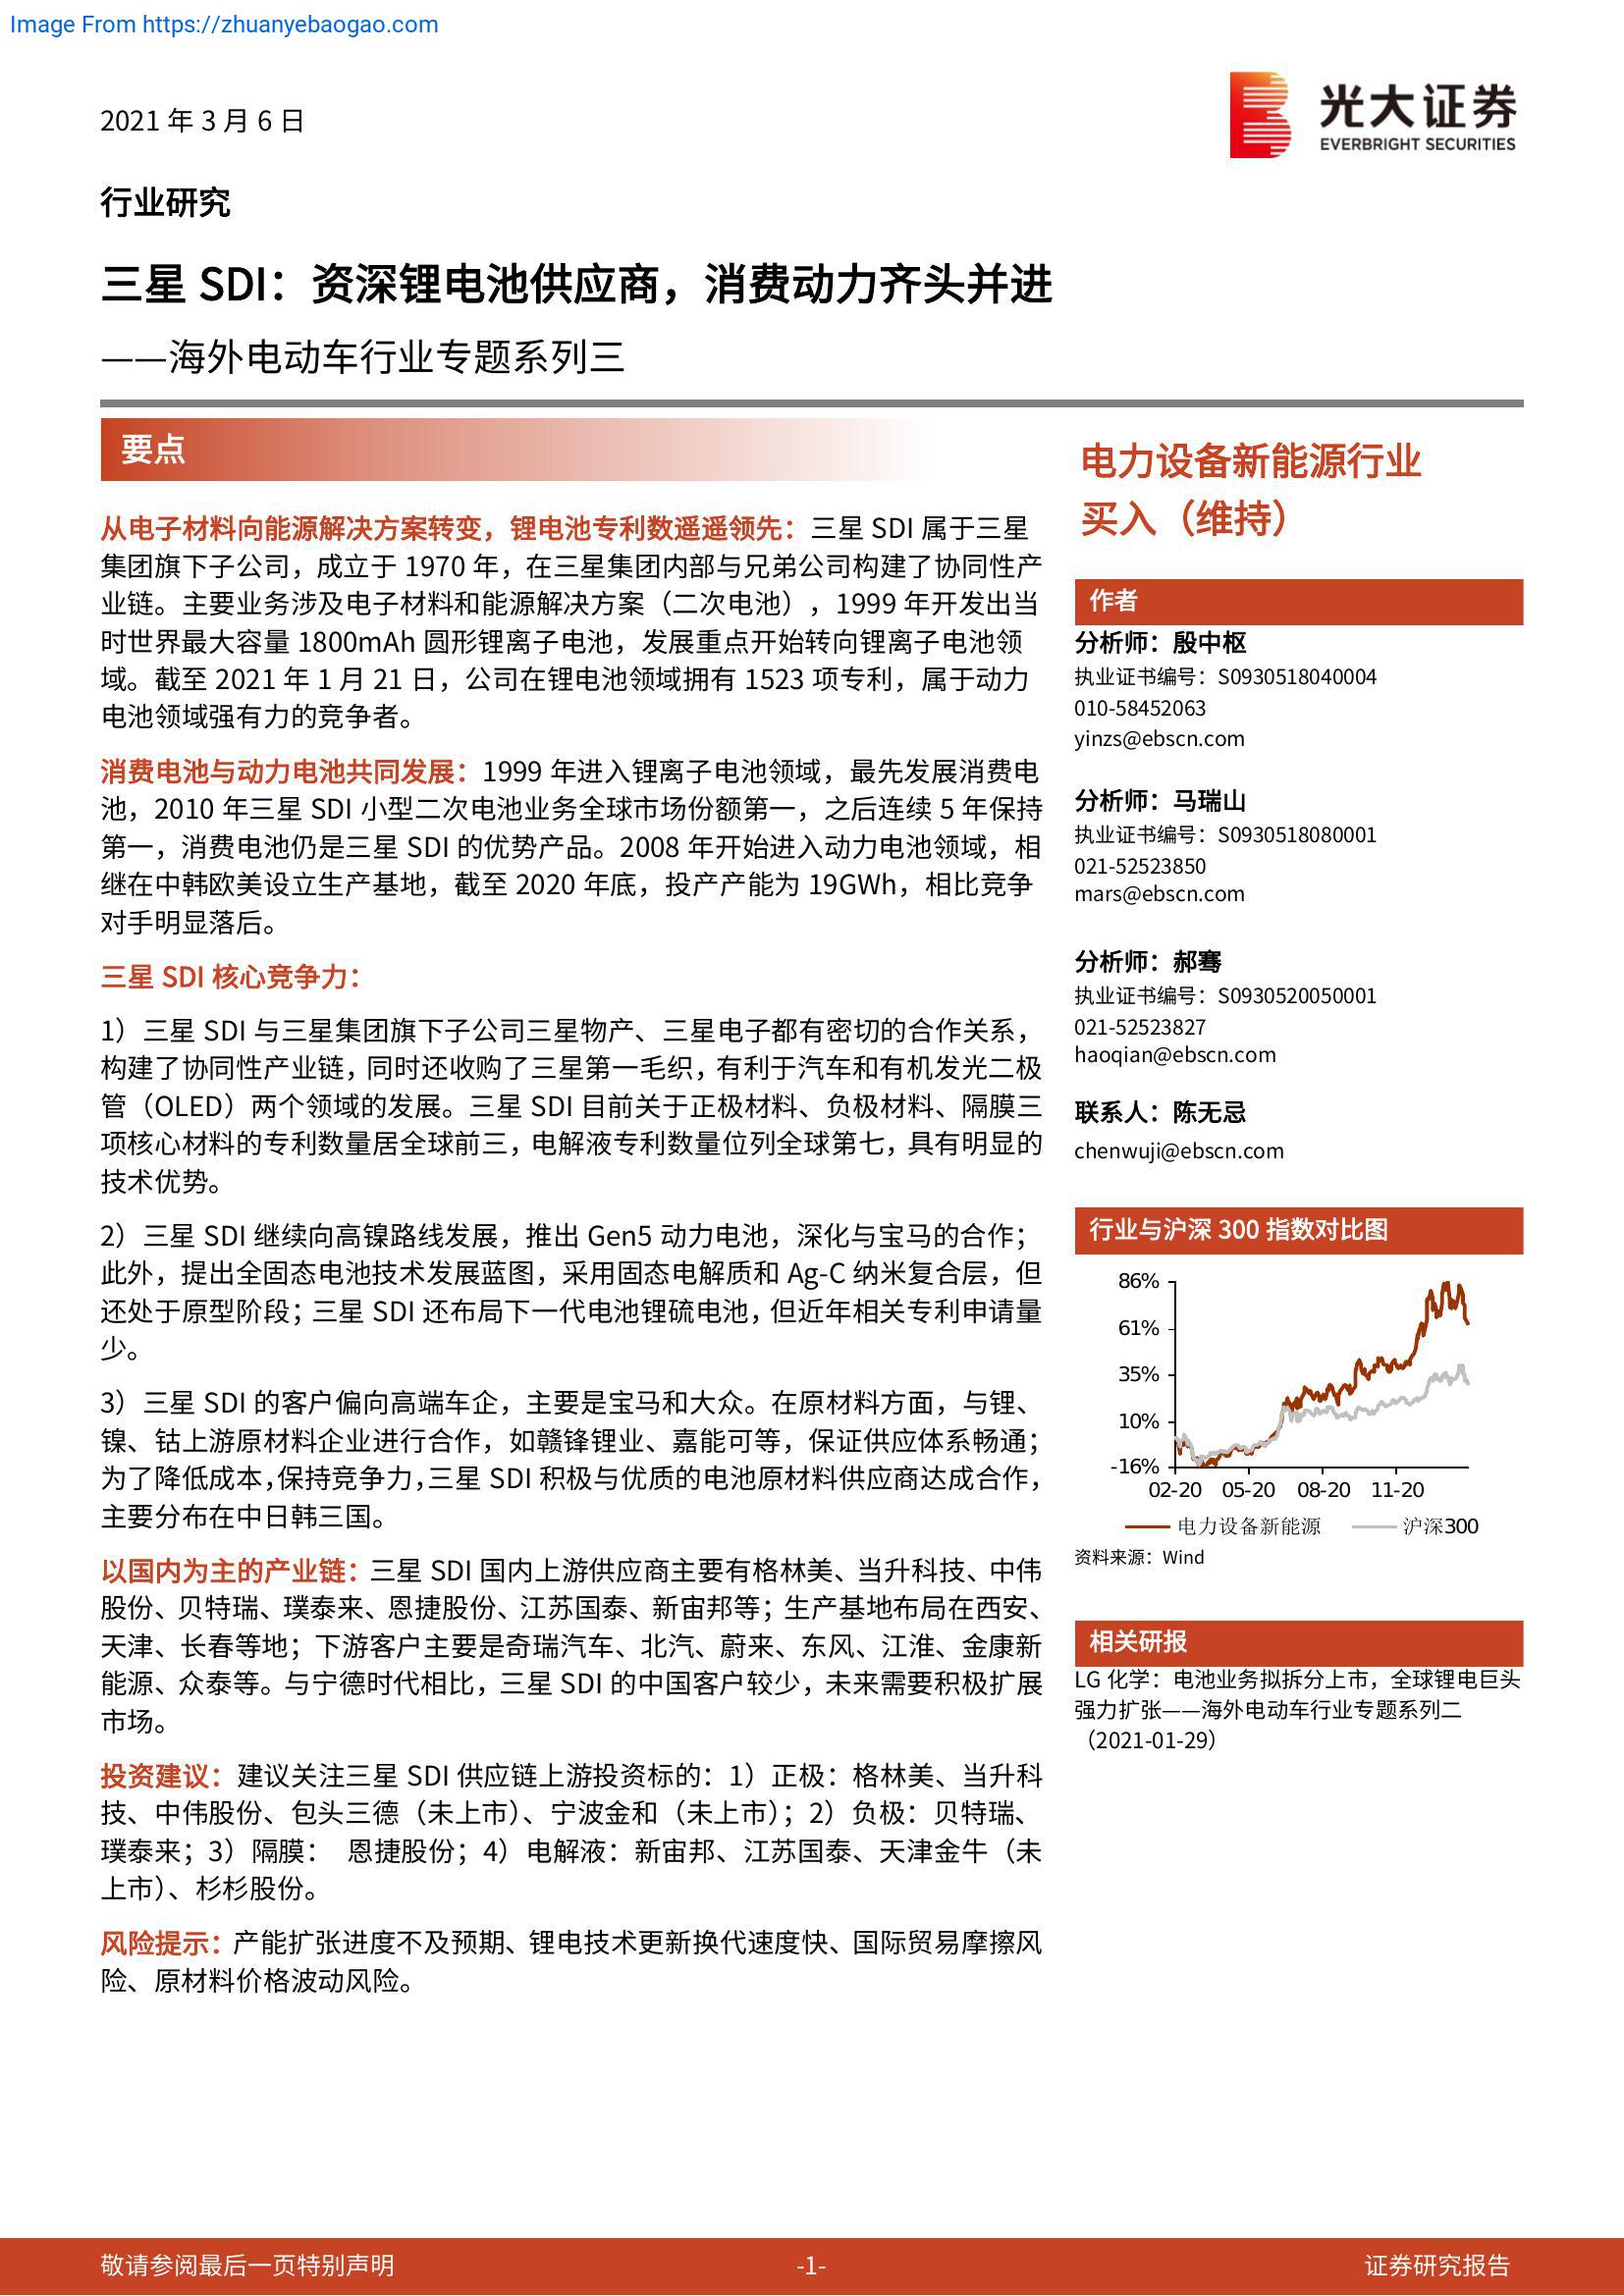 Image From https://zhuanyebaogao.com
2021 年 3 月 6 日
光大证券
EVERBRIGHT SECURITIES
行业研究
三星 SDI：资深锂电池供应商，消费动力齐头并进
——海外电动车行业专题系列三
要点
从电子材料向能源解决方案转变，锂电池专利数遥遥领先：三星 SDI 属于三星
集团旗下子公司，成立于 1970 年，在三星集团内部与兄弟公司构建了协同性产
业链。主要业务涉及电子材料和能源解决方案（二次电池），1999 年开发出当
时世界最大容量 1800mAh 圆形锂离子电池，发展重点开始转向锂离子电池领
域。截至 2021 年 1 月 21 日，公司在锂电池领域拥有 1523 项专利，属于动力
电池领域强有力的竞争者。
消费电池与动力电池共同发展：1999 年进入锂离子电池领域，最先发展消费电
池，2010 年三星 SDI 小型二次电池业务全球市场份额第一，之后连续 5 年保持
第一，消费电池仍是三星 SDI 的优势产品。2008 年开始进入动力电池领域，相
继在中韩欧美设立生产基地，截至 2020 年底，投产产能为 19GWh，相比竞争
对手明显落后。
三星 SDI 核心竞争力：
1）三星 SDI 与三星集团旗下子公司三星物产、三星电子都有密切的合作关系，
构建了协同性产业链，同时还收购了三星第一毛织，有利于汽车和有机发光二极
管（OLED）两个领域的发展。三星 SDI 目前关于正极材料、负极材料、隔膜三
项核心材料的专利数量居全球前三，电解液专利数量位列全球第七，具有明显的
技术优势。
2）三星 SDI 继续向高镍路线发展，推出 Gen5 动力电池，深化与宝马的合作；
此外，提出全固态电池技术发展蓝图，采用固态电解质和 Ag-C 纳米复合层，但
还处于原型阶段；三星 SDI 还布局下一代电池锂硫电池，但近年相关专利申请量
少。
3）三星 SDI 的客户偏向高端车企，主要是宝马和大众。在原材料方面，与锂、
镍、钴上游原材料企业进行合作，如赣锋锂业、嘉能可等，保证供应体系畅通；
为了降低成本，保持竞争力，三星 SDI 积极与优质的电池原材料供应商达成合作，
主要分布在中日韩三国。
以国内为主的产业链：三星 SDI 国内上游供应商主要有格林美、当升科技、中伟
股份、贝特瑞、璞泰来、恩捷股份、江苏国泰、新宙邦等；生产基地布局在西安、
天津、长春等地；下游客户主要是奇瑞汽车、北汽、蔚来、东风、江淮、金康新
能源、众泰等。与宁德时代相比，三星 SDI 的中国客户较少，未来需要积极扩展
市场。
投资建议：建议关注三星 SDI 供应链上游投资标的：1）正极：格林美、当升科
技、中伟股份、包头三德（未上市）、宁波金和（未上市）；2）负极：贝特瑞、
璞泰来；3）隔膜： 恩捷股份；4）电解液：新宙邦、江苏国泰、天津金牛（未
上市）、杉杉股份。
风险提示：产能扩张进度不及预期、锂电技术更新换代速度快、国际贸易摩擦风
险、原材料价格波动风险。
电力设备新能源行业
买入（维持）
作者
分析师：殷中枢
执业证书编号：S0930518040004
010-58452063
yinzs@ebscn.com
分析师：马瑞山
执业证书编号：S0930518080001
021-52523850
mars@ebscn.com
分析师：郝骞
执业证书编号：S0930520050001
021-52523827
haoqian@ebscn.com
联系人：陈无忌
chenwuji@ebscn.com
行业与沪深 300 指数对比图
86%
61%
35%
10%
-16%
02-20 05-20 08-20 11-20
电力设备新能源 沪深300
资料来源：Wind
相关研报
LG 化学：电池业务拟拆分上市，全球锂电巨头
强力扩张——海外电动车行业专题系列二
（2021-01-29）
敬请参阅最后一页特别声明 -1- 证券研究报告